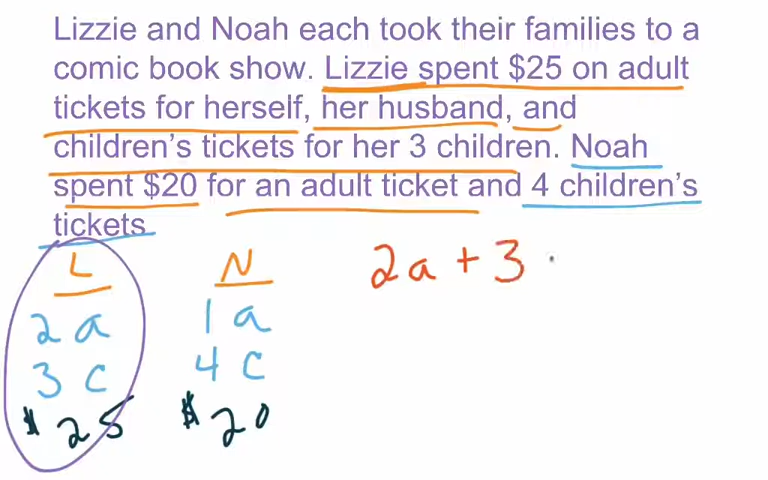 Lizzie and Noah each took their families to a
comic book show. Lizzie spent $25 on adult
tickets for herself, her husband, and
children's tickets for her 3 children. Noah
spent $20 for an adult ticket and 4 children's
tickets.
L N 2a + 3
2 a 1 a
3 c 4 c
$25 $20